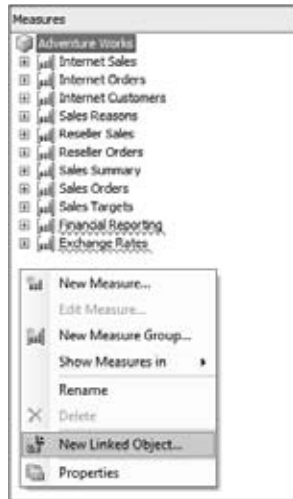 Measures
Adventure Works
Internet Sales
Internet Orders
Internet Customers
Sales Reasons
Reseller Sales
Reseller Orders
Sales Summary
Sales Orders
Sales Targets
Financial Reporting
Exchange Rates
New Measure...
Edit Measure...
New Measure Group...
Show Measures in
Rename
Delete
New Linked Object...
Properties